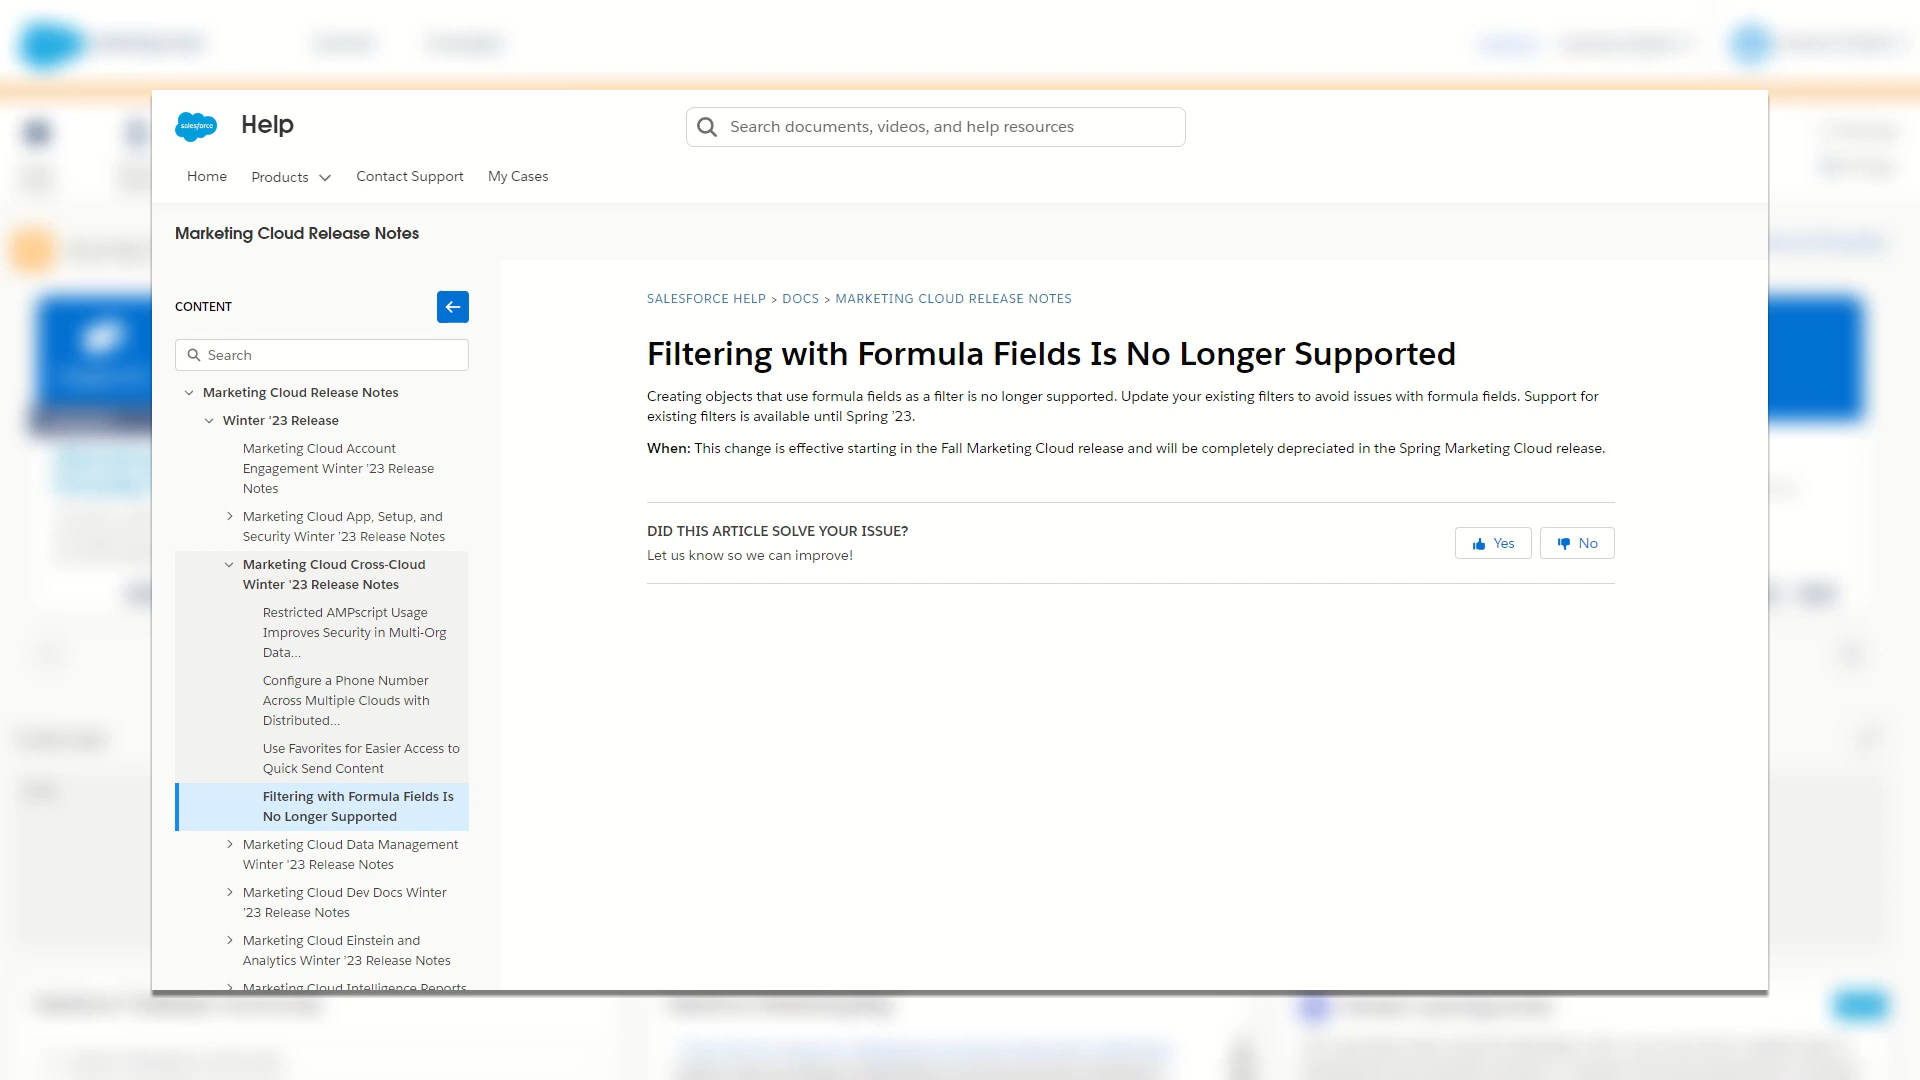 salesforce
Help
Search documents, videos, and help resources
Home
Products
Contact Support
My Cases
Marketing Cloud Release Notes
CONTENT
Search
Marketing Cloud Release Notes
Winter ’23 Release
Marketing Cloud Account
Engagement Winter ’23 Release
Notes
Marketing Cloud App, Setup, and
Security Winter ’23 Release Notes
Marketing Cloud Cross-Cloud
Winter ’23 Release Notes
Restricted AMPscript Usage
Improves Security in Multi-Org
Data...
Configure a Phone Number
Across Multiple Clouds with
Distributed...
Use Favorites for Easier Access to
Quick Send Content
Filtering with Formula Fields Is
No Longer Supported
Marketing Cloud Data Management
Winter ’23 Release Notes
Marketing Cloud Dev Docs Winter
’23 Release Notes
Marketing Cloud Einstein and
Analytics Winter ’23 Release Notes
Marketing Cloud Intelligence Reports
SALESFORCE HELP > DOCS > MARKETING CLOUD RELEASE NOTES
Filtering with Formula Fields Is No Longer Supported
Creating objects that use formula fields as a filter is no longer supported. Update your existing filters to avoid issues with formula fields. Support for
existing filters is available until Spring ’23.
When: This change is effective starting in the Fall Marketing Cloud release and will be completely depreciated in the Spring Marketing Cloud release.
DID THIS ARTICLE SOLVE YOUR ISSUE?
Let us know so we can improve!
Yes
No